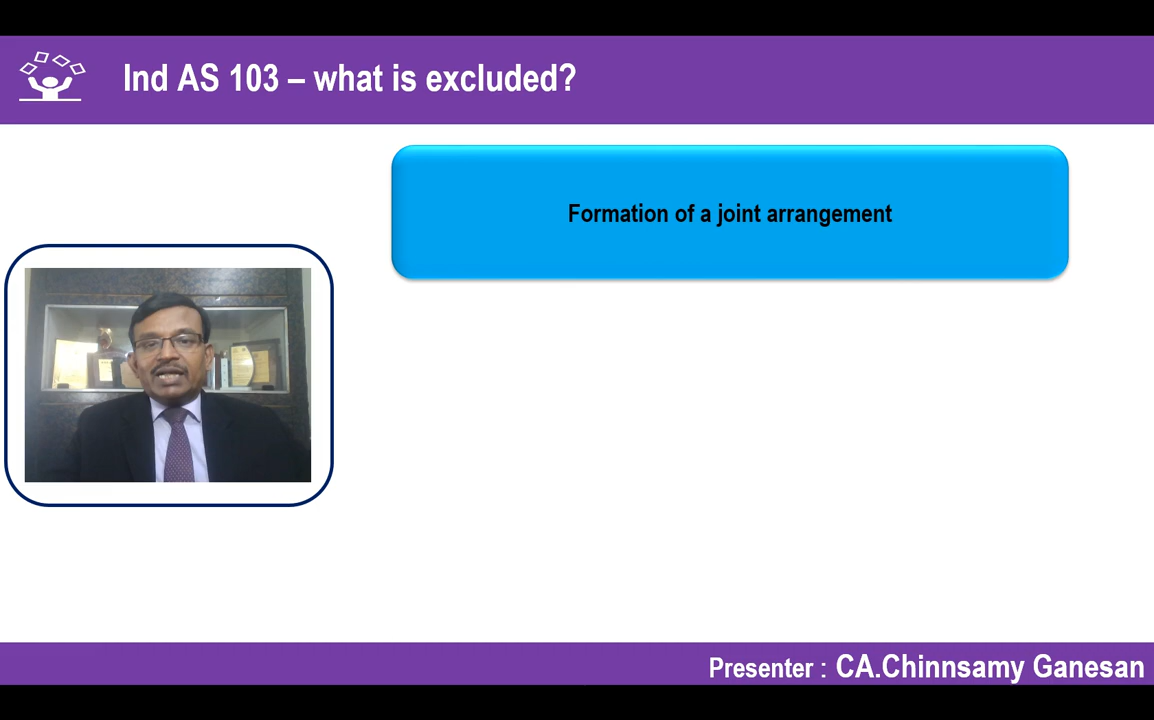 Ind AS 103 – what is excluded?
Formation of a joint arrangement
Presenter : CA.Chinnsamy Ganesan